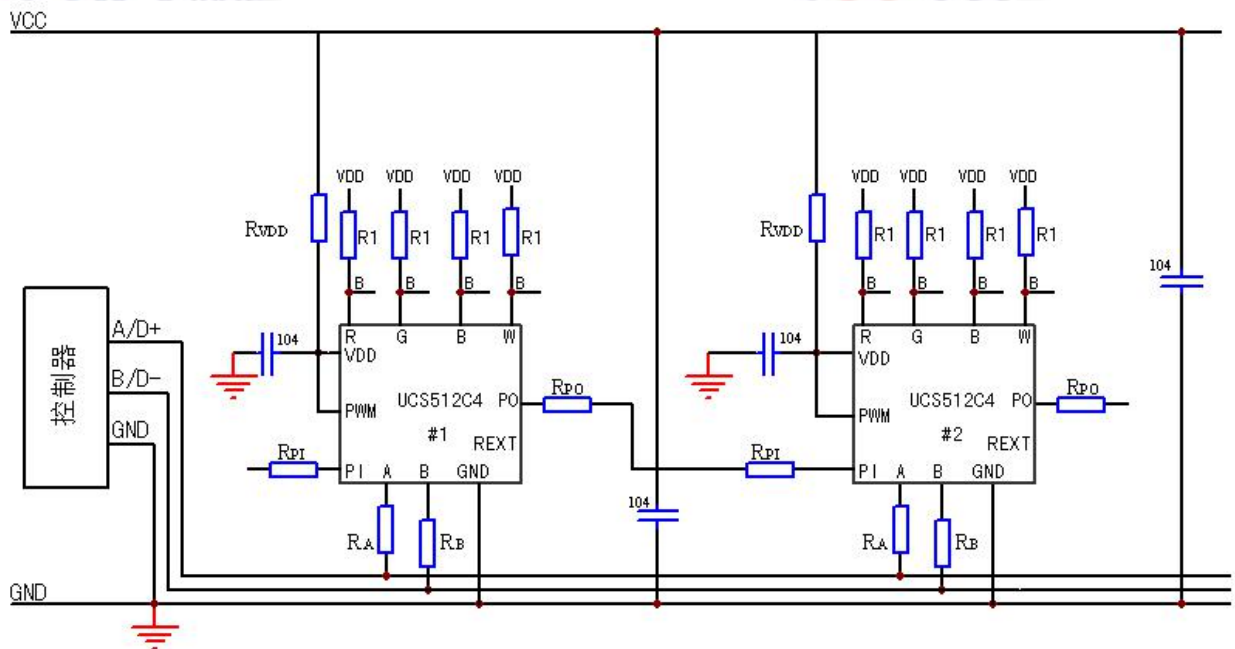 VCC
VDD VDD VDD VDD
VDD VDD VDD VDD
RVDD R1 R1 R1 R1
RVDD R1 R1 R1 R1
B B B B
B B B B
104
控制器
A/D+
B/D-
GND
104
R G B W
VDD
PWM
UCS512C4
#1
PO
REXT
PI A B GND
RPO
RPI
RA RB
104
104
R G B W
VDD
PWM
UCS512C4
#2
PO
REXT
PI A B GND
RPO
RPI
RA RB
104
GND